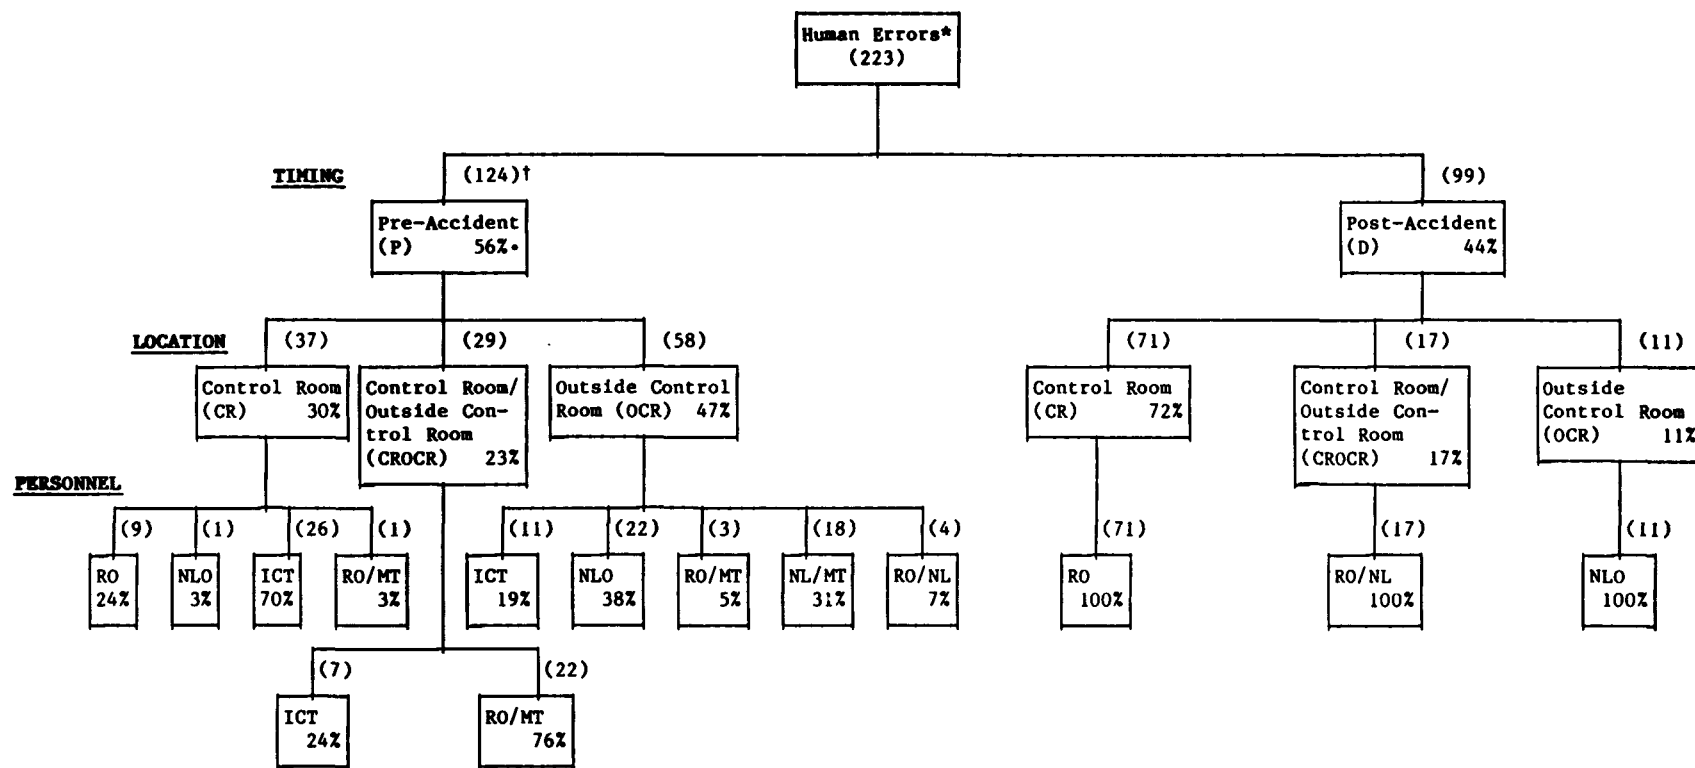 Human Errors*
(223)
TIMING
(124)†
(99)
Pre-Accident
(P) 56%•
Post-Accident
(D) 44%
LOCATION
(37)
(29)
(58)
(71)
(17)
(11)
Control Room
(CR) 30%
Control Room/
Outside Con-
trol Room
(CROCR) 23%
Outside Control
Room (OCR) 47%
Control Room
(CR) 72%
Control Room/
Outside Con-
trol Room
(CROCR) 17%
Outside
Control Room
(OCR) 11%
PERSONNEL
(9)
(1)
(26)
(1)
(11)
(22)
(3)
(18)
(4)
(71)
(17)
(11)
RO
24%
NLO
3%
ICT
70%
RO/MT
3%
ICT
19%
NLO
38%
RO/MT
5%
NL/MT
31%
RO/NL
7%
RO
100%
RO/NL
100%
NLO
100%
(7)
(22)
ICT
24%
RO/MT
76%